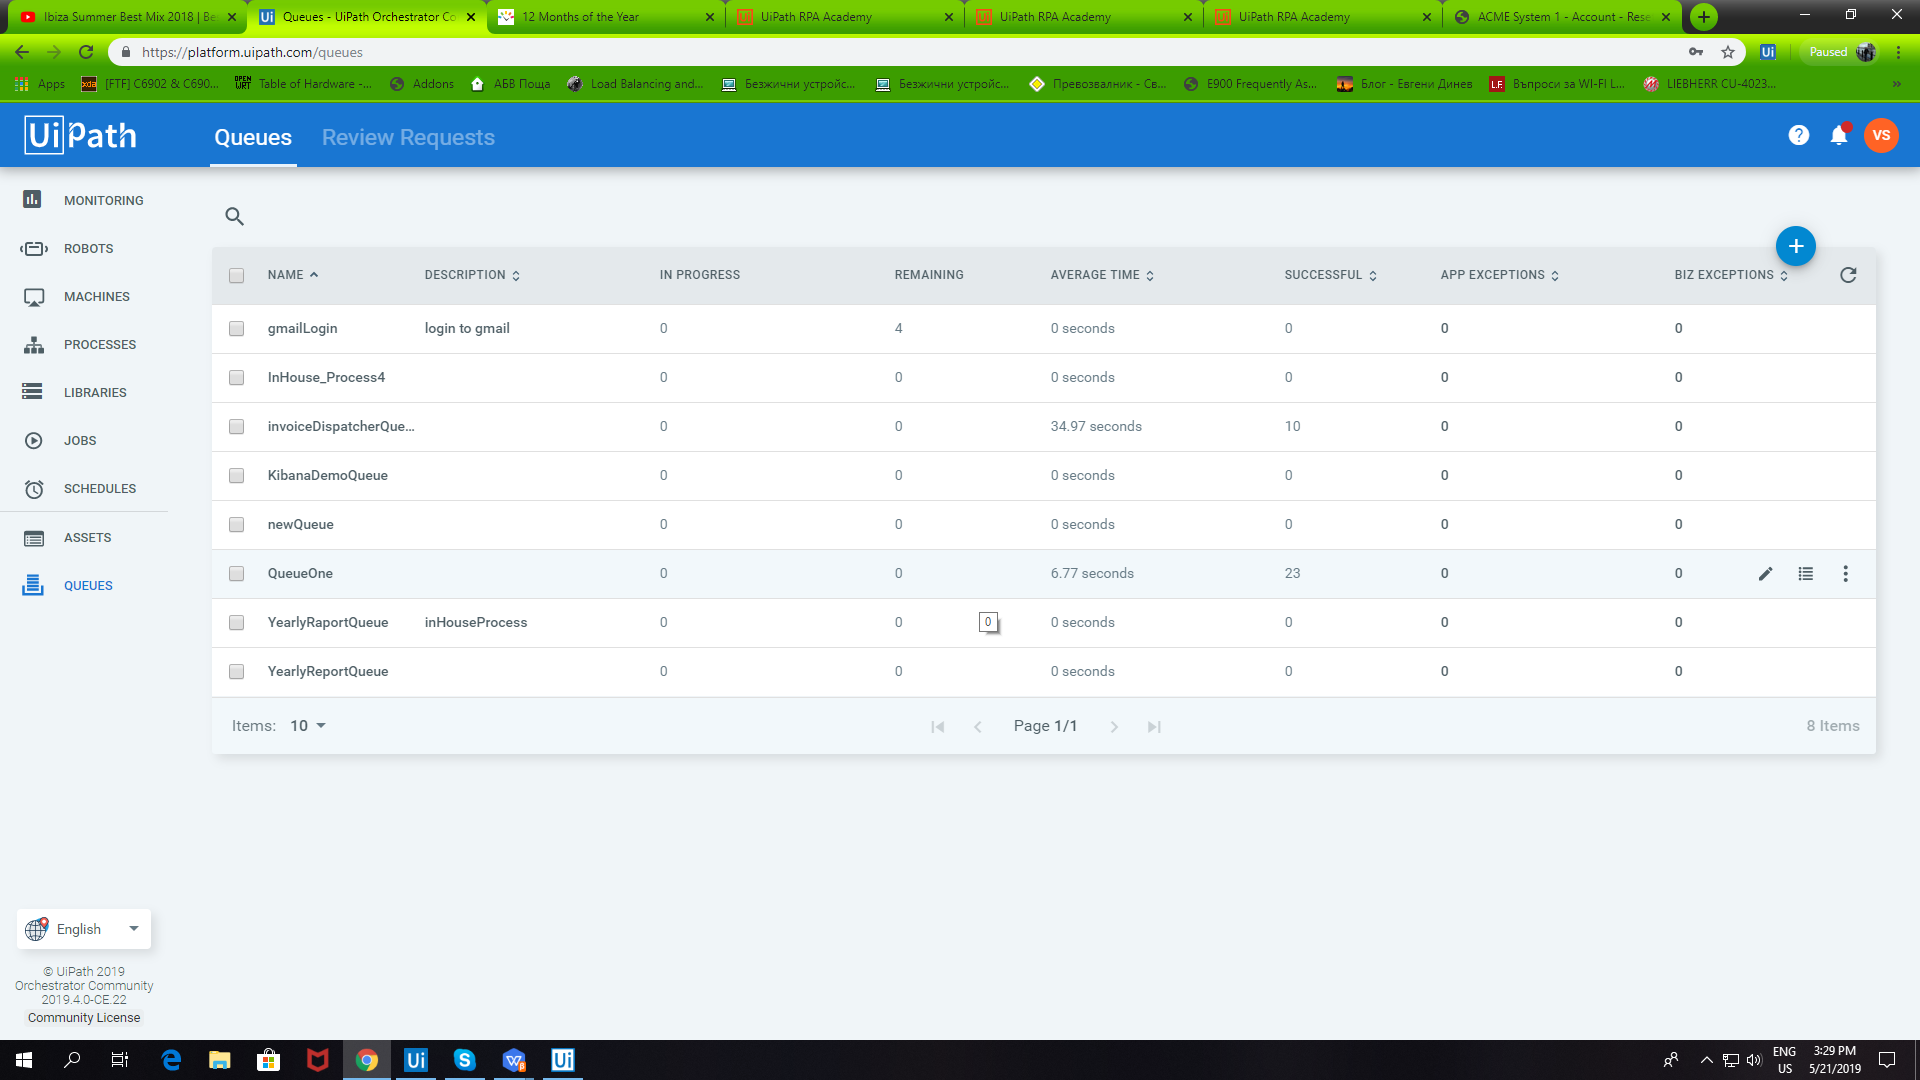 Ibiza Summer Best Mix 2018 | Be
Queues - UiPath Orchestrator Co
12 Months of the Year
UiPath RPA Academy
UiPath RPA Academy
UiPath RPA Academy
ACME System 1 - Account - Rese
https://platform.uipath.com/queues
Paused
Apps
[FTF] C6902 & C690...
Table of Hardware -...
Addons
АБВ Поща
Load Balancing and...
Безжични устройс...
Безжични устройс...
Превозвалник - Св...
E900 Frequently As...
Блог - Евгени Динев
Въпроси за WI-FI L...
LIEBHERR CU-4023...
UiPath
Queues
Review Requests
VS
MONITORING
ROBOTS
MACHINES
PROCESSES
LIBRARIES
JOBS
SCHEDULES
ASSETS
QUEUES
NAME DESCRIPTION IN PROGRESS REMAINING AVERAGE TIME SUCCESSFUL APP EXCEPTIONS BIZ EXCEPTIONS
gmailLogin login to gmail 0 4 0 seconds 0 0 0
InHouse_Process4 0 0 0 seconds 0 0 0
invoiceDispatcherQue... 0 0 34.97 seconds 10 0 0
KibanaDemoQueue 0 0 0 seconds 0 0 0
newQueue 0 0 0 seconds 0 0 0
QueueOne 0 0 6.77 seconds 23 0 0
YearlyRaportQueue inHouseProcess 0 0 0 0 seconds 0 0 0
YearlyReportQueue 0 0 0 seconds 0 0 0
Items: 10
Page 1/1
8 Items
English
© UiPath 2019
Orchestrator Community
2019.4.0-CE.22
Community License
ENG
US
3:29 PM
5/21/2019